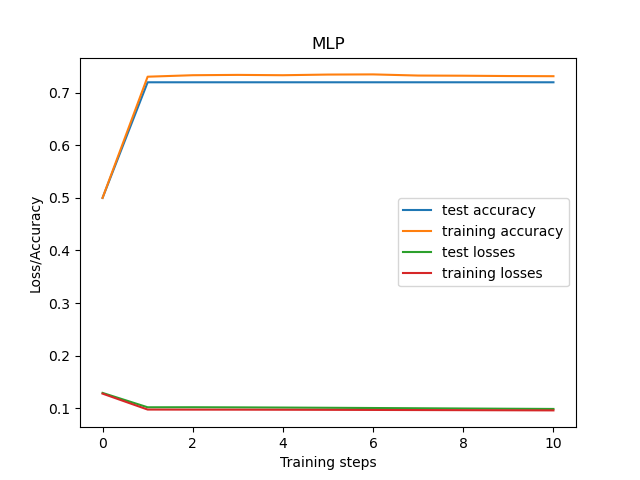 MLP
Loss/Accuracy
0.7
0.6
0.5
0.4
0.3
0.2
0.1
test accuracy
training accuracy
test losses
training losses
0 2 4 6 8 10
Training steps